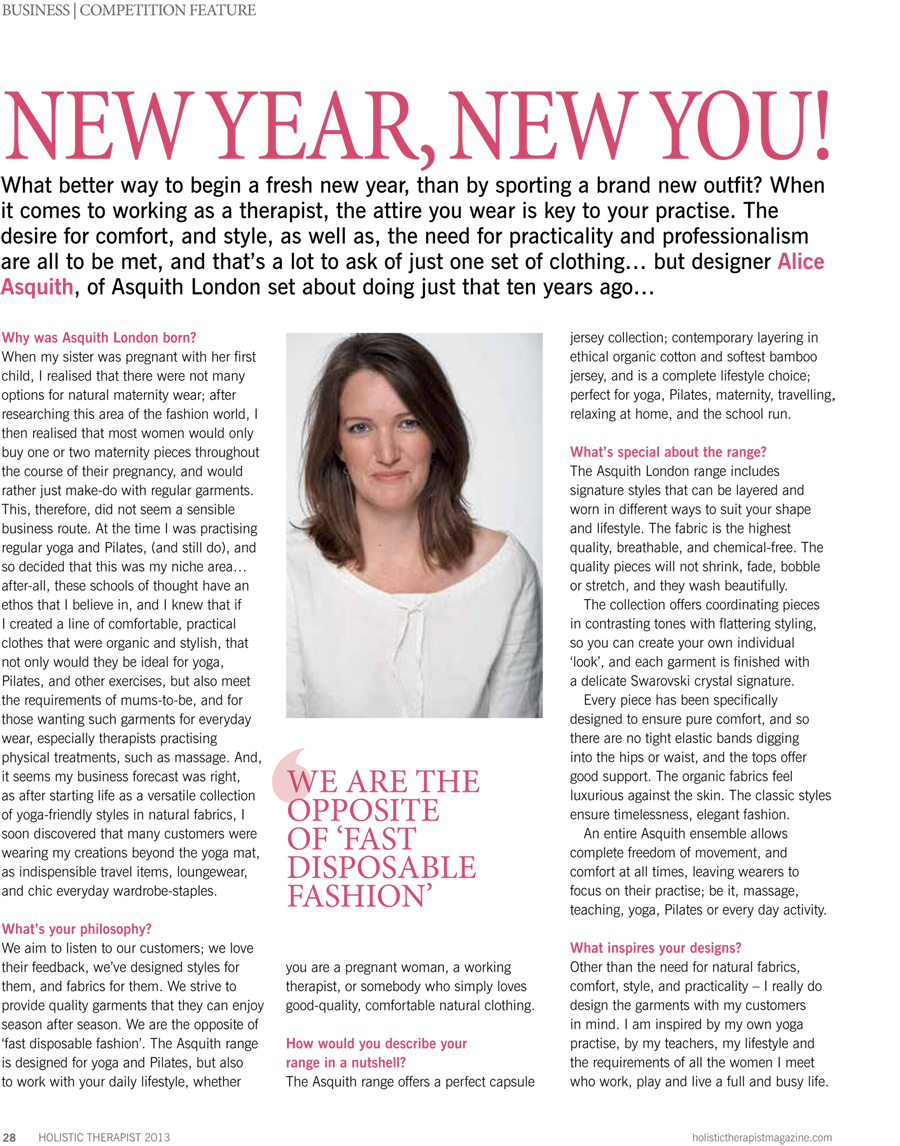 BUSINESS | COMPETITION FEATURE
NEW YEAR, NEW YOU!
What better way to begin a fresh new year, than by sporting a brand new outfit? When
it comes to working as a therapist, the attire you wear is key to your practise. The
desire for comfort, and style, as well as, the need for practicality and professionalism
are all to be met, and that's a lot to ask of just one set of clothing… but designer Alice
Asquith, of Asquith London set about doing just that ten years ago…
Why was Asquith London born?
When my sister was pregnant with her first
child, I realised that there were not many
options for natural maternity wear; after
researching this area of the fashion world, I
then realised that most women would only
buy one or two maternity pieces throughout
the course of their pregnancy, and would
rather just make-do with regular garments.
This, therefore, did not seem a sensible
business route. At the time I was practising
regular yoga and Pilates, (and still do), and
so decided that this was my niche area…
after-all, these schools of thought have an
ethos that I believe in, and I knew that if
I created a line of comfortable, practical
clothes that were organic and stylish, that
not only would they be ideal for yoga,
Pilates, and other exercises, but also meet
the requirements of mums-to-be, and for
those wanting such garments for everyday
wear, especially therapists practising
physical treatments, such as massage. And,
it seems my business forecast was right,
as after starting life as a versatile collection
of yoga-friendly styles in natural fabrics, I
soon discovered that many customers were
wearing my creations beyond the yoga mat,
as indispensible travel items, loungewear,
and chic everyday wardrobe-staples.
What's your philosophy?
We aim to listen to our customers; we love
their feedback, we've designed styles for
them, and fabrics for them. We strive to
provide quality garments that they can enjoy
season after season. We are the opposite of
'fast disposable fashion'. The Asquith range
is designed for yoga and Pilates, but also
to work with your daily lifestyle, whether
‘WE ARE THE
OPPOSITE
OF ‘FAST
DISPOSABLE
FASHION’
you are a pregnant woman, a working
therapist, or somebody who simply loves
good-quality, comfortable natural clothing.
How would you describe your
range in a nutshell?
The Asquith range offers a perfect capsule
jersey collection; contemporary layering in
ethical organic cotton and softest bamboo
jersey, and is a complete lifestyle choice;
perfect for yoga, Pilates, maternity, travelling,
relaxing at home, and the school run.
What's special about the range?
The Asquith London range includes
signature styles that can be layered and
worn in different ways to suit your shape
and lifestyle. The fabric is the highest
quality, breathable, and chemical-free. The
quality pieces will not shrink, fade, bobble
or stretch, and they wash beautifully.
The collection offers coordinating pieces
in contrasting tones with flattering styling,
so you can create your own individual
‘look’, and each garment is finished with
a delicate Swarovski crystal signature.
Every piece has been specifically
designed to ensure pure comfort, and so
there are no tight elastic bands digging
into the hips or waist, and the tops offer
good support. The organic fabrics feel
luxurious against the skin. The classic styles
ensure timelessness, elegant fashion.
An entire Asquith ensemble allows
complete freedom of movement, and
comfort at all times, leaving wearers to
focus on their practise; be it, massage,
teaching, yoga, Pilates or every day activity.
What inspires your designs?
Other than the need for natural fabrics,
comfort, style, and practicality – I really do
design the garments with my customers
in mind. I am inspired by my own yoga
practise, by my teachers, my lifestyle and
the requirements of all the women I meet
who work, play and live a full and busy life.
28 HOLISTIC THERAPIST 2013
holistictherapistmagazine.com